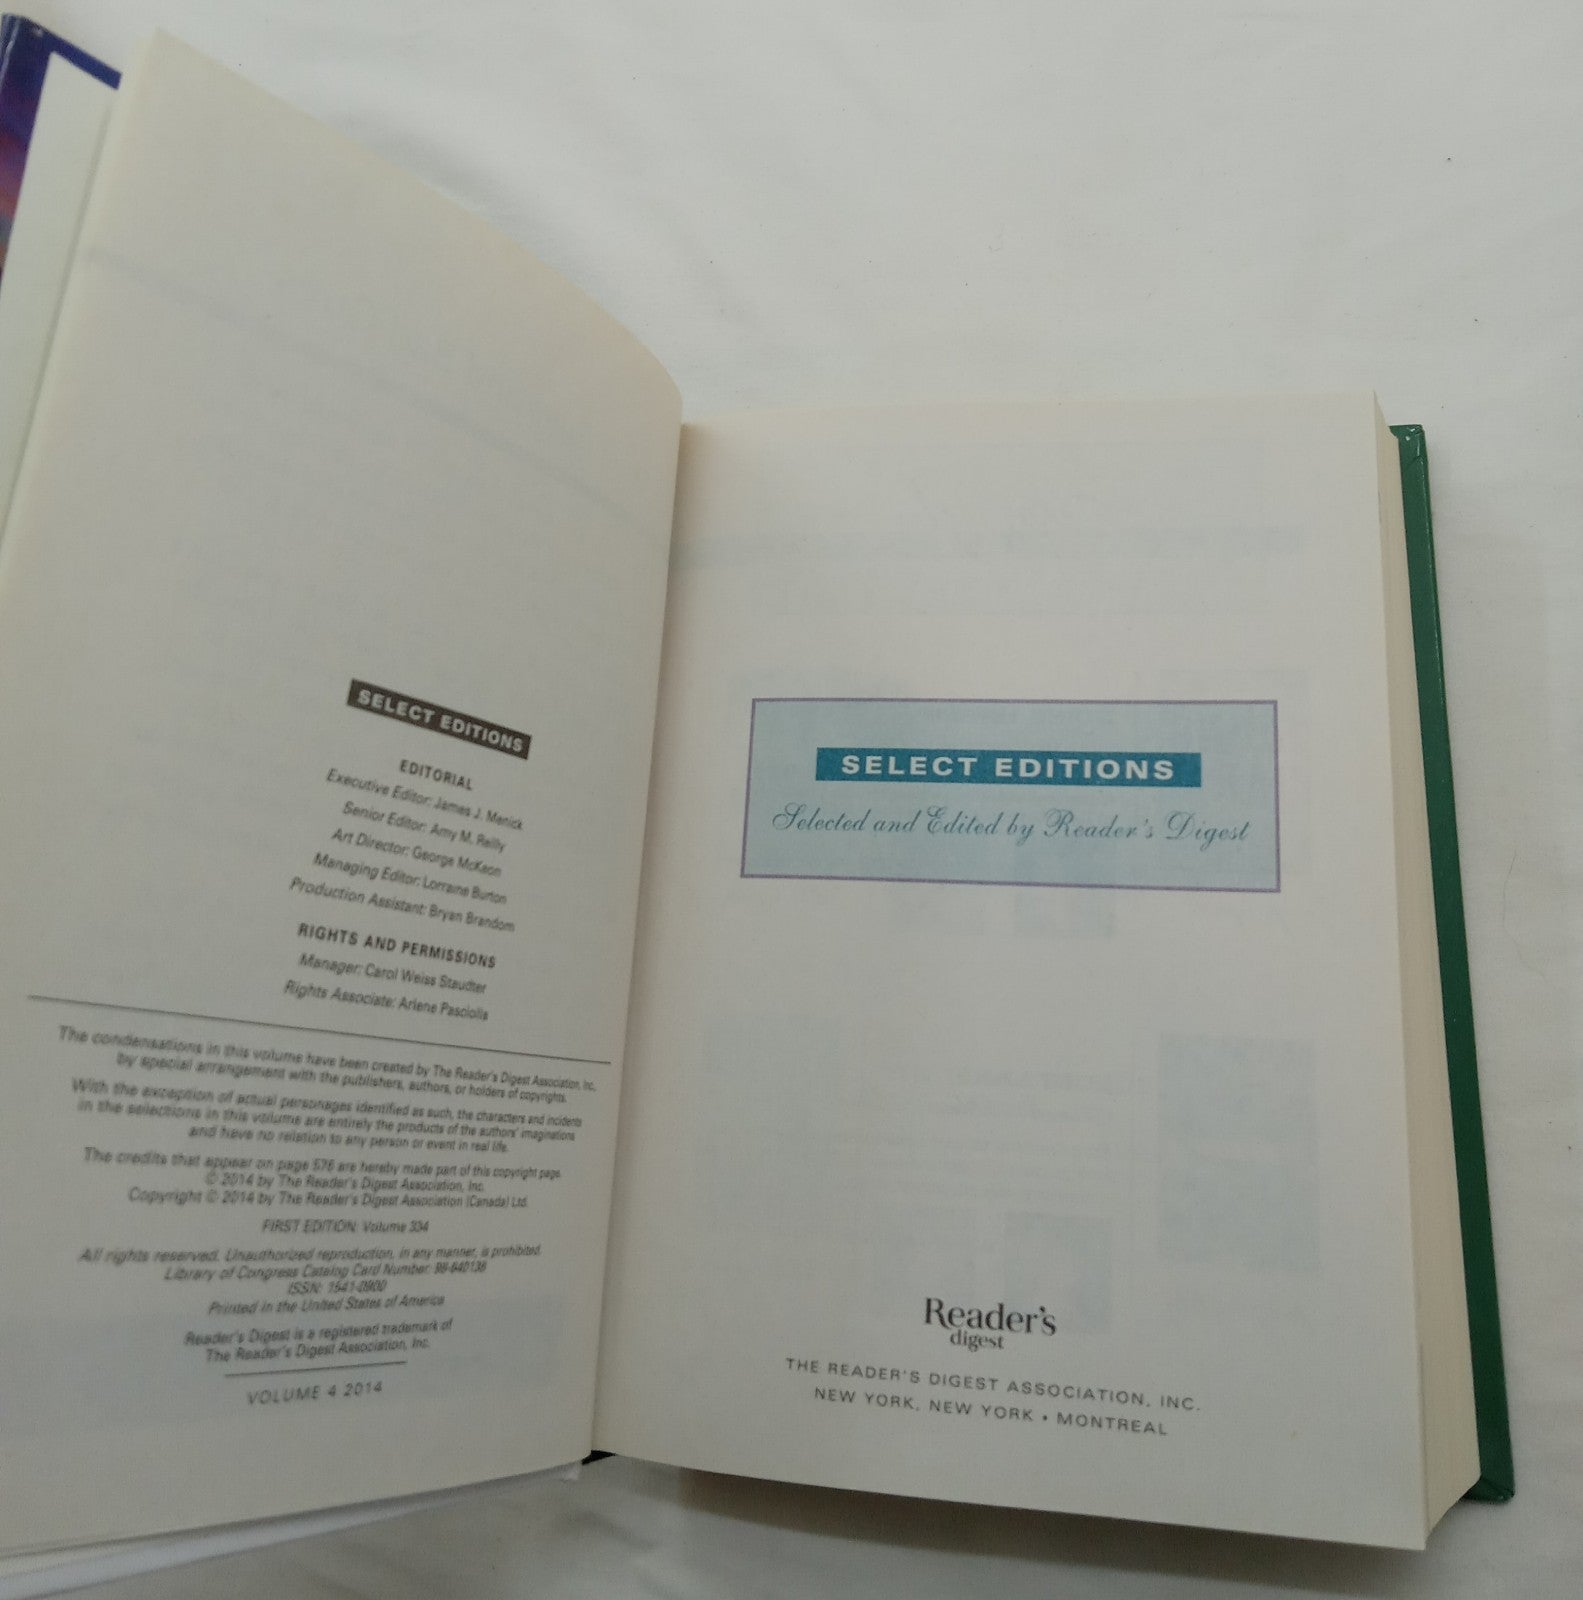 SELECT EDITIONS
EDITORIAL
Executive Editor: James J. Menick
Senior Editor: Amy M. Reilly
Art Director: George McKeon
Managing Editor: Lorraine Burton
Production Assistant: Bryan Brandom
RIGHTS AND PERMISSIONS
Manager: Carol Weiss Staudter
Rights Associate: Arlene Pasciolla
The condensations in this volume have been created by The Reader's Digest Association, Inc.
by special arrangement with the publishers, authors, or holders of copyrights.
With the exception of actual personages identified as such, the characters and incidents
in the selections in this volume are entirely the products of the authors' imaginations
and have no relation to any person or event in real life.
The credits that appear on page 576 are hereby made part of this copyright page.
© 2014 by The Reader's Digest Association, Inc.
Copyright © 2014 by The Reader's Digest Association (Canada) Ltd.
FIRST EDITION: Volume 334
All rights reserved. Unauthorized reproduction, in any manner, is prohibited.
Library of Congress Catalog Card Number: 98-640136
ISSN: 1541-0900
Printed in the United States of America
Reader's Digest is a registered trademark of
The Reader's Digest Association, Inc.
VOLUME 4 2014
SELECT EDITIONS
Selected and Edited by Reader's Digest
Reader's
digest
THE READER'S DIGEST ASSOCIATION, INC.
NEW YORK, NEW YORK • MONTREAL